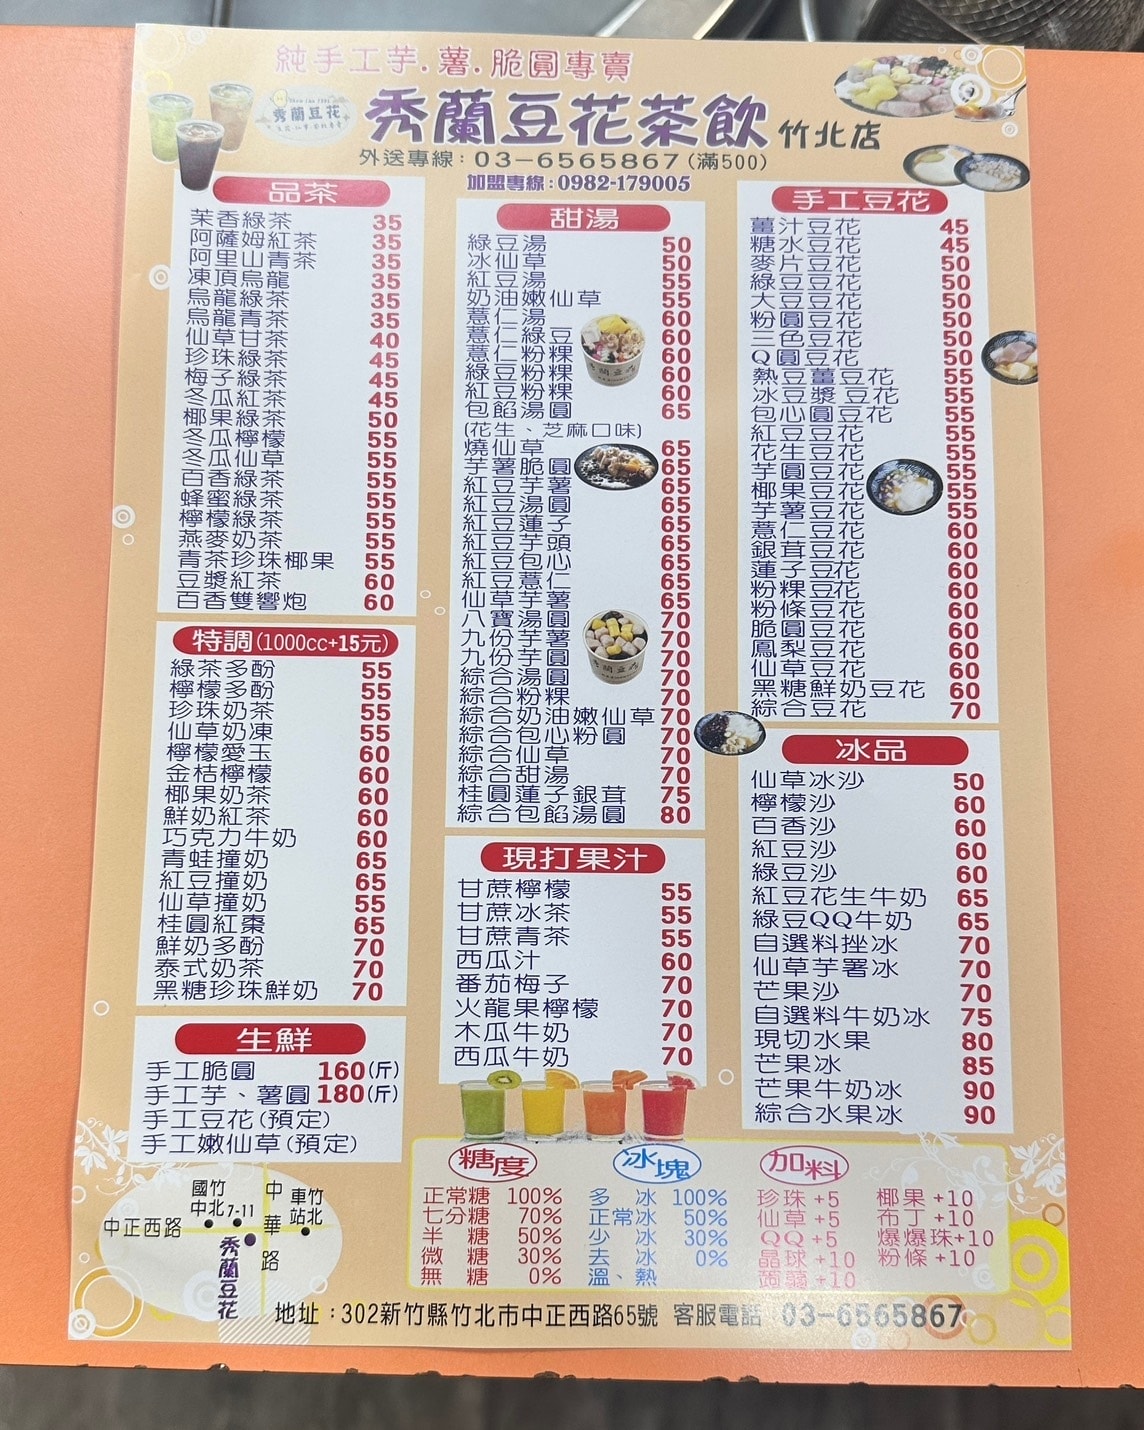 純手工芋.薯.脆圓專賣
秀蘭豆花
秀蘭豆花茶飲 竹北店
外送專線：03-6565867(滿500)
加盟專線：0982-179005
品茶
茉香綠茶 35
阿薩姆紅茶 35
阿里山青茶 35
凍頂烏龍 35
烏龍綠茶 35
烏龍青茶 35
仙草甘茶 40
珍珠綠茶 45
梅子綠茶 45
冬瓜紅茶 45
椰果綠茶 50
冬瓜檸檬 55
冬瓜仙草 55
百香綠茶 55
蜂蜜綠茶 55
檸檬綠茶 55
燕麥奶茶 55
青茶珍珠椰果 55
豆漿紅茶 60
百香雙響炮 60
特調(1000cc+15元)
綠茶多酚 55
檸檬多酚 55
珍珠奶茶 55
仙草奶凍 55
檸檬愛玉 60
金桔檸檬 60
椰果奶茶 60
鮮奶紅茶 60
巧克力牛奶 60
青蛙撞奶 65
紅豆撞奶 65
仙草撞奶 55
桂圓紅棗 65
鮮奶多酚 70
泰式奶茶 70
黑糖珍珠鮮奶 70
生鮮
手工脆圓 160(斤)
手工芋、薯圓 180(斤)
手工豆花(預定)
手工嫩仙草(預定)
甜湯
綠豆湯 50
冰仙草 50
紅豆湯 55
奶油嫩仙草 55
薏仁湯 60
薏仁綠豆 60
薏仁粉粿 60
綠豆粉粿 60
紅豆粉粿 60
包餡湯圓 65
(花生、芝麻口味)
燒仙草 65
芋薯脆圓 65
紅豆芋薯 65
紅豆湯圓 65
紅豆蓮子 65
紅豆芋頭 65
紅豆包心 65
紅豆薏仁 65
仙草芋薯 65
八寶湯圓 70
九份芋薯 70
九份芋圓 70
綜合湯圓 70
綜合粉粿 70
綜合奶油嫩仙草 70
綜合包心粉圓 70
綜合仙草 70
綜合甜湯 70
桂圓蓮子銀茸 75
綜合包餡湯圓 80
現打果汁
甘蔗檸檬 55
甘蔗冰茶 55
甘蔗青茶 55
西瓜汁 60
番茄梅子 70
火龍果檸檬 70
木瓜牛奶 70
西瓜牛奶 70
手工豆花
薑汁豆花 45
糖水豆花 45
麥片豆花 50
綠豆豆花 50
大豆豆花 50
粉圓豆花 50
三色豆花 50
Q圓豆花 50
熱豆薑豆花 55
冰豆漿 豆花 55
包心圓豆花 55
紅豆豆花 55
花生豆花 55
芋圓豆花 55
椰果豆花 55
芋薯豆花 55
薏仁豆花 60
銀茸豆花 60
蓮子豆花 60
粉粿豆花 60
粉條豆花 60
脆圓豆花 60
鳳梨豆花 60
仙草豆花 60
黑糖鮮奶豆花 60
綜合豆花 70
冰品
仙草冰沙 50
檸檬沙 60
百香沙 60
紅豆沙 60
綠豆沙 60
紅豆花生牛奶 65
綠豆QQ牛奶 65
自選料挫冰 70
仙草芋署冰 70
芒果沙 70
自選料牛奶冰 75
現切水果 80
芒果冰 85
芒果牛奶冰 90
綜合水果冰 90
糖度
正常糖 100%
七分糖 70%
半 糖 50%
微 糖 30%
無 糖 0%
冰塊
多 冰 100%
正常冰 50%
少 冰 30%
去 冰 0%
溫、熱
加料
珍珠 +5 椰果 +10
仙草 +5 布丁 +10
QQ +5 爆爆珠+10
晶球 +10 粉條 +10
蒟蒻 +10
中正西路
國中
竹北
7-11
中華路
車站
竹北
秀蘭豆花
地址：302新竹縣竹北市中正西路65號 客服電話 03-6565867